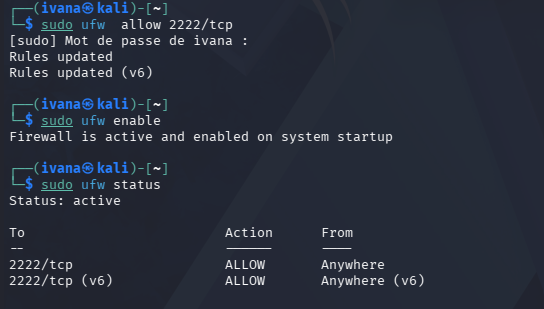 ┌──(ivana㉿kali)-[~]
└─$ sudo ufw  allow 2222/tcp
[sudo] Mot de passe de ivana :
Rules updated
Rules updated (v6)
┌──(ivana㉿kali)-[~]
└─$ sudo ufw enable
Firewall is active and enabled on system startup
┌──(ivana㉿kali)-[~]
└─$ sudo ufw status
Status: active
To                         Action      From
--                         ------      ----
2222/tcp                   ALLOW       Anywhere
2222/tcp (v6)              ALLOW       Anywhere (v6)